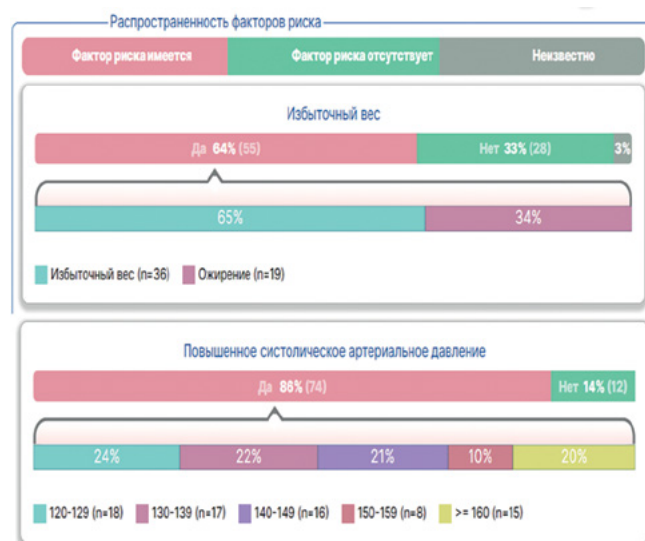 Распространенность факторов риска
Фактор риска имеется Фактор риска отсутствует Неизвестно
Избыточный вес
Да 64% (55) Нет 33% (28) 3%
65% 34%
Избыточный вес (n=36) Ожирение (n=19)
Повышенное систолическое артериальное давление
Да 86% (74) Нет 14% (12)
24% 22% 21% 10% 20%
120-129 (n=18) 130-139 (n=17) 140-149 (n=16) 150-159 (n=8) >= 160 (n=15)